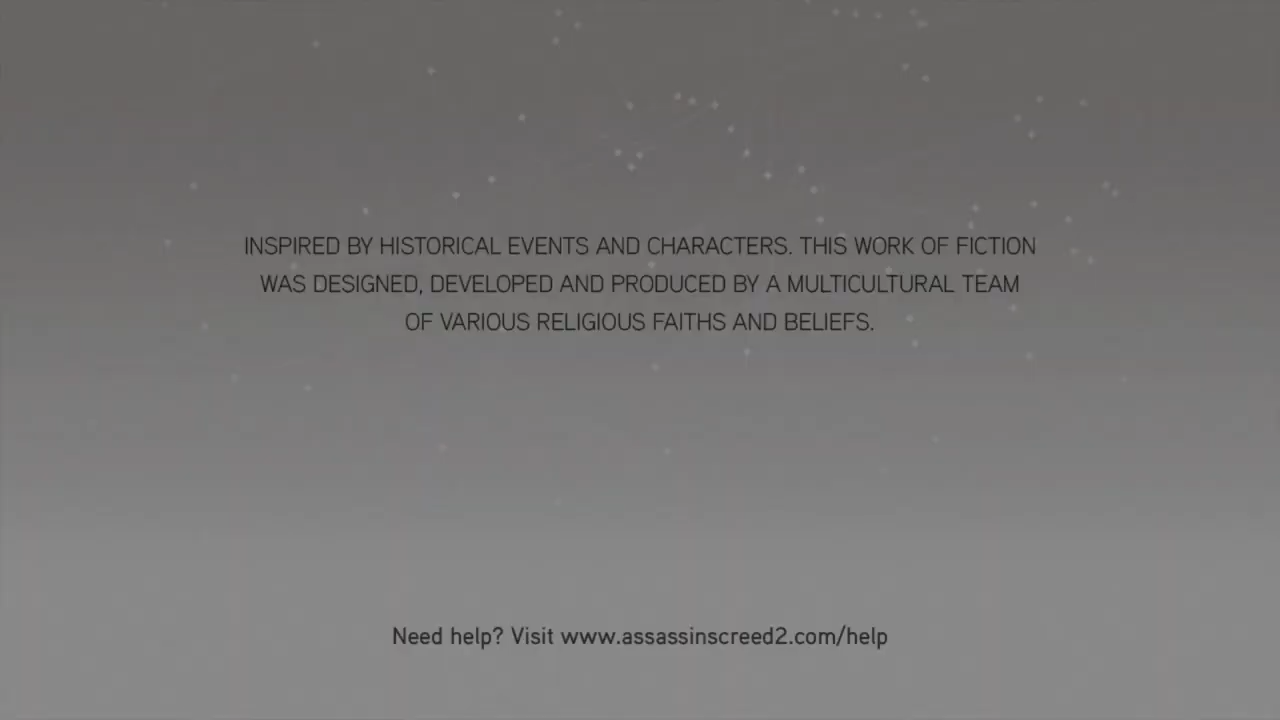 INSPIRED BY HISTORICAL EVENTS AND CHARACTERS. THIS WORK OF FICTION
WAS DESIGNED, DEVELOPED AND PRODUCED BY A MULTICULTURAL TEAM
OF VARIOUS RELIGIOUS FAITHS AND BELIEFS.
Need help? Visit www.assassinscreed2.com/help